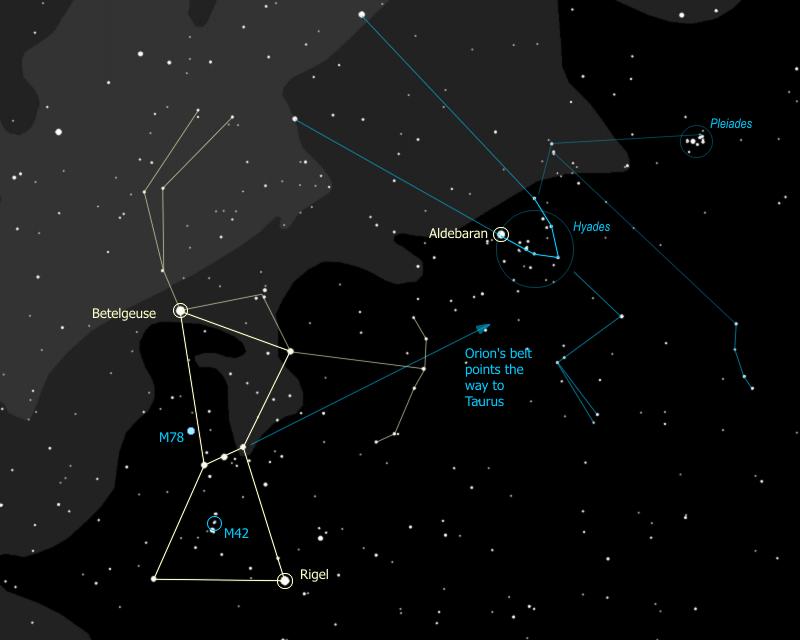 Pleiades
Hyades
Aldebaran
Betelgeuse
Orion's belt
points the
way to
Taurus
M78
M42
Rigel